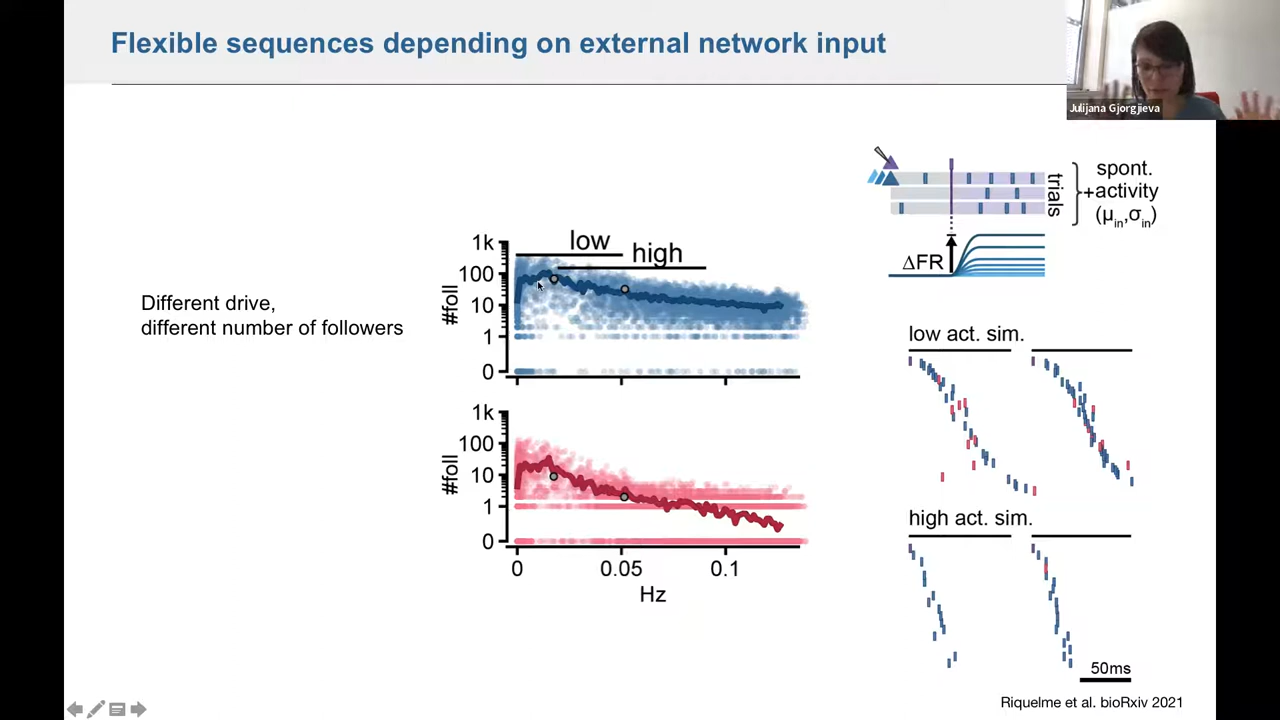 Flexible sequences depending on external network input
Julijana Gjorgjieva
trials
spont.
+activity
(μin,σin)
ΔFR
low
high
1k
100
10
1
0
#foll
Different drive,
different number of followers
1k
100
10
1
0
#foll
0
0.05
0.1
Hz
low act. sim.
high act. sim.
50ms
Riquelme et al. bioRxiv 2021